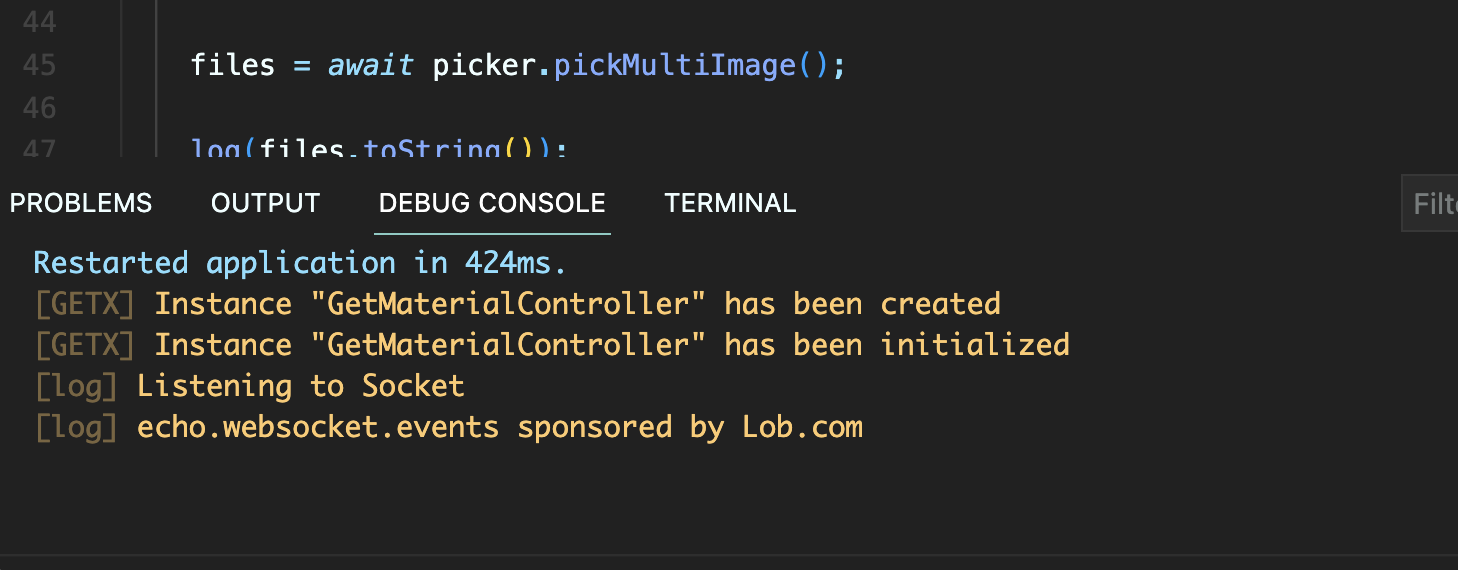 44
45 files = await picker.pickMultiImage();
46
47 log(files.toString());
PROBLEMS OUTPUT DEBUG CONSOLE TERMINAL Filte
Restarted application in 424ms.
[GETX] Instance "GetMaterialController" has been created
[GETX] Instance "GetMaterialController" has been initialized
[log] Listening to Socket
[log] echo.websocket.events sponsored by Lob.com